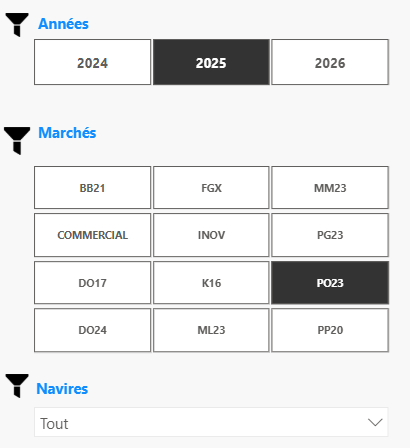 Années
2024 2025 2026
Marchés
BB21 FGX MM23
COMMERCIAL INOV PG23
DO17 K16 PO23
DO24 ML23 PP20
Navires
Tout